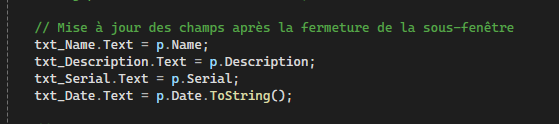 // Mise à jour des champs après la fermeture de la sous-fenêtre
txt_Name.Text = p.Name;
txt_Description.Text = p.Description;
txt_Serial.Text = p.Serial;
txt_Date.Text = p.Date.ToString();